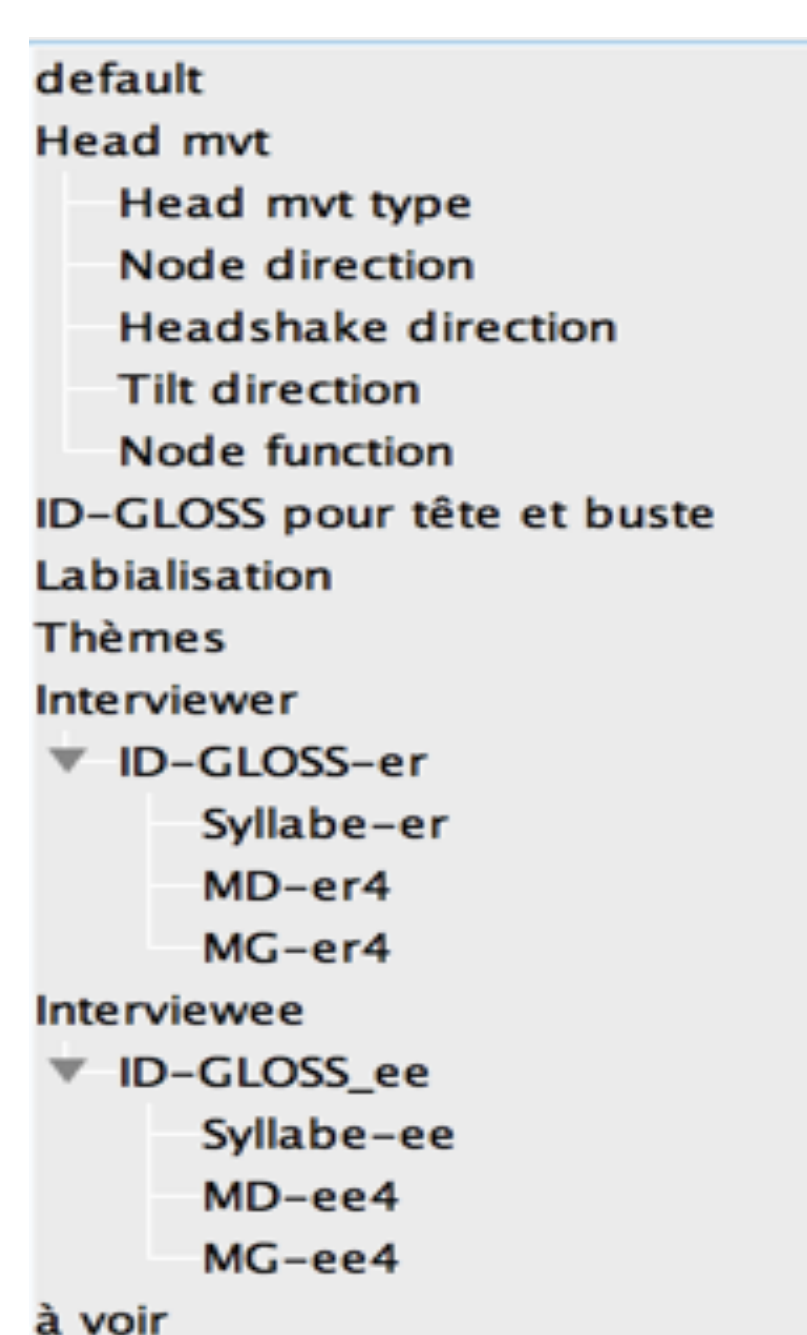 default
Head mvt
Head mvt type
Node direction
Headshake direction
Tilt direction
Node function
ID-GLOSS pour tête et buste
Labialisation
Thèmes
Interviewer
ID-GLOSS-er
Syllabe-er
MD-er4
MG-er4
Interviewee
ID-GLOSS_ee
Syllabe-ee
MD-ee4
MG-ee4
à voir